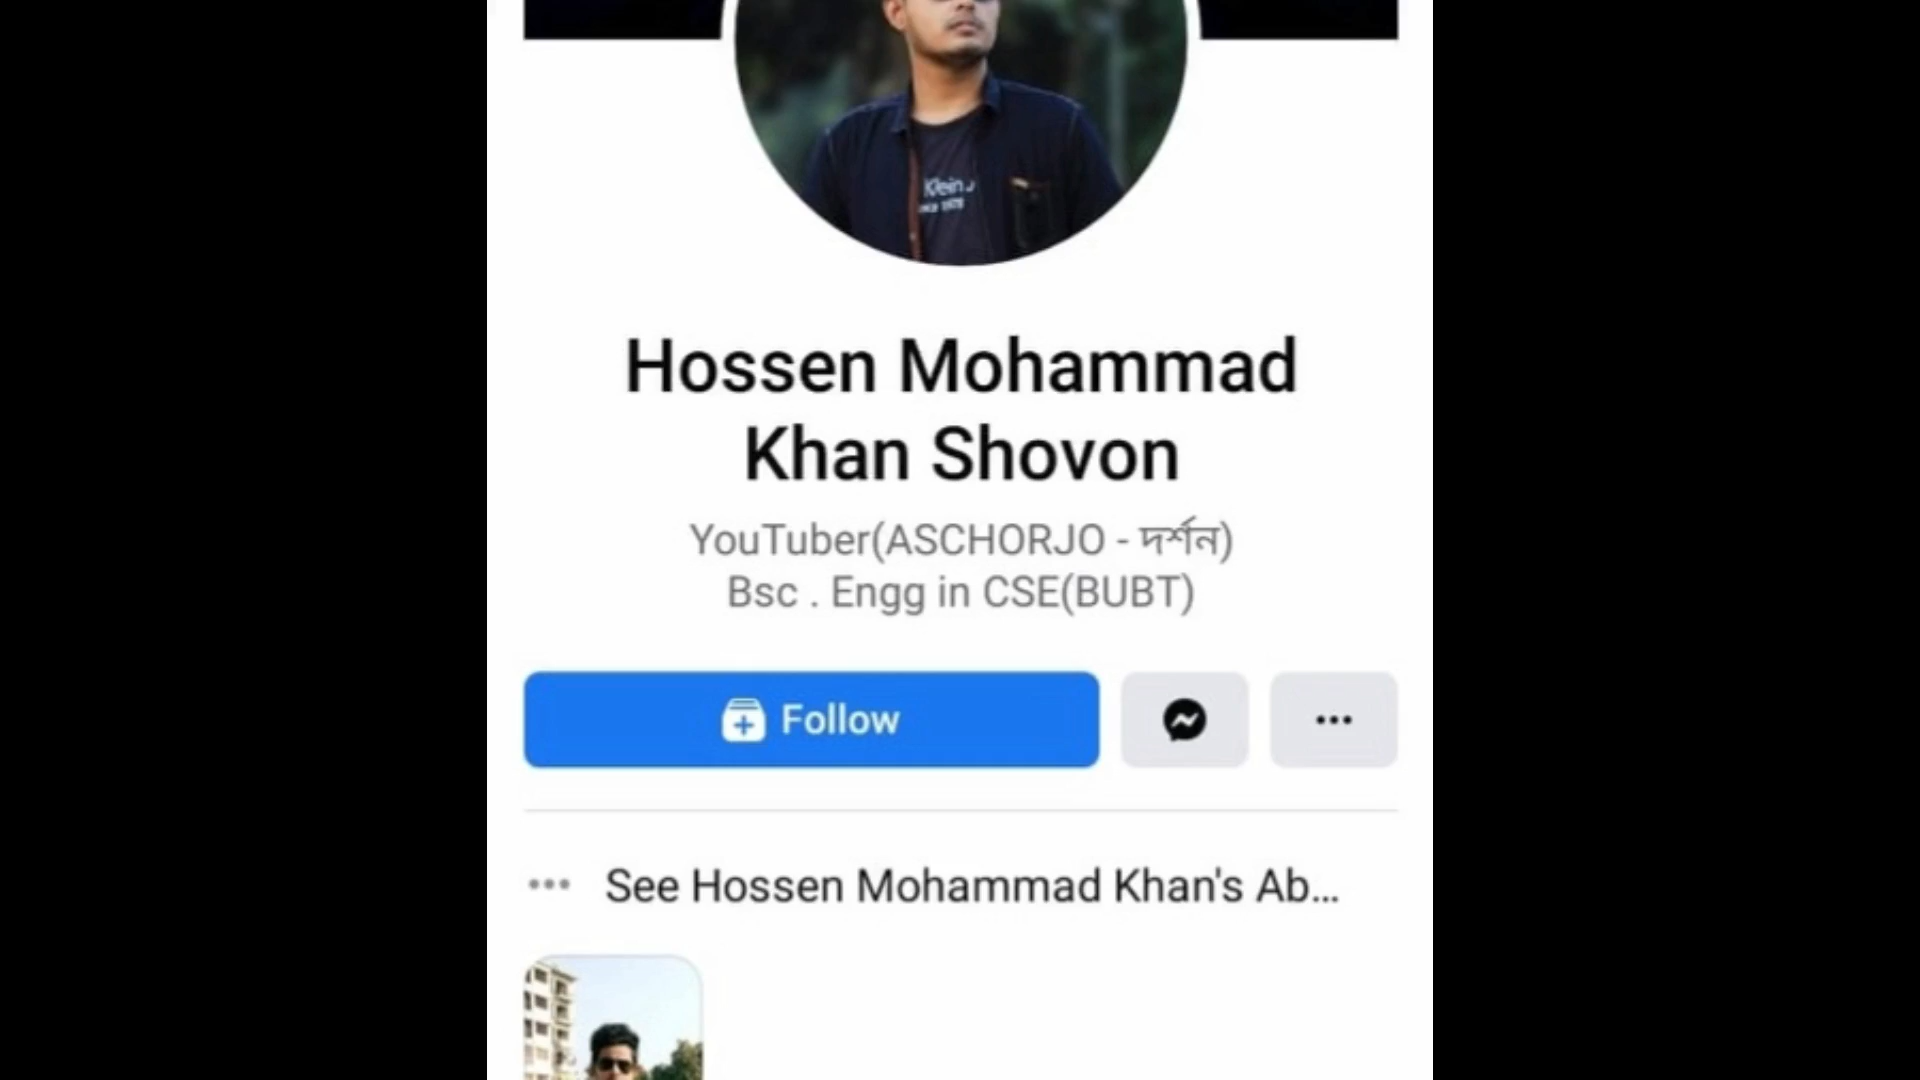 Klein J
Hossen Mohammad
Khan Shovon
YouTuber(ASCHORJO - দর্শন)
Bsc . Engg in CSE(BUBT)
Follow
See Hossen Mohammad Khan's Ab...